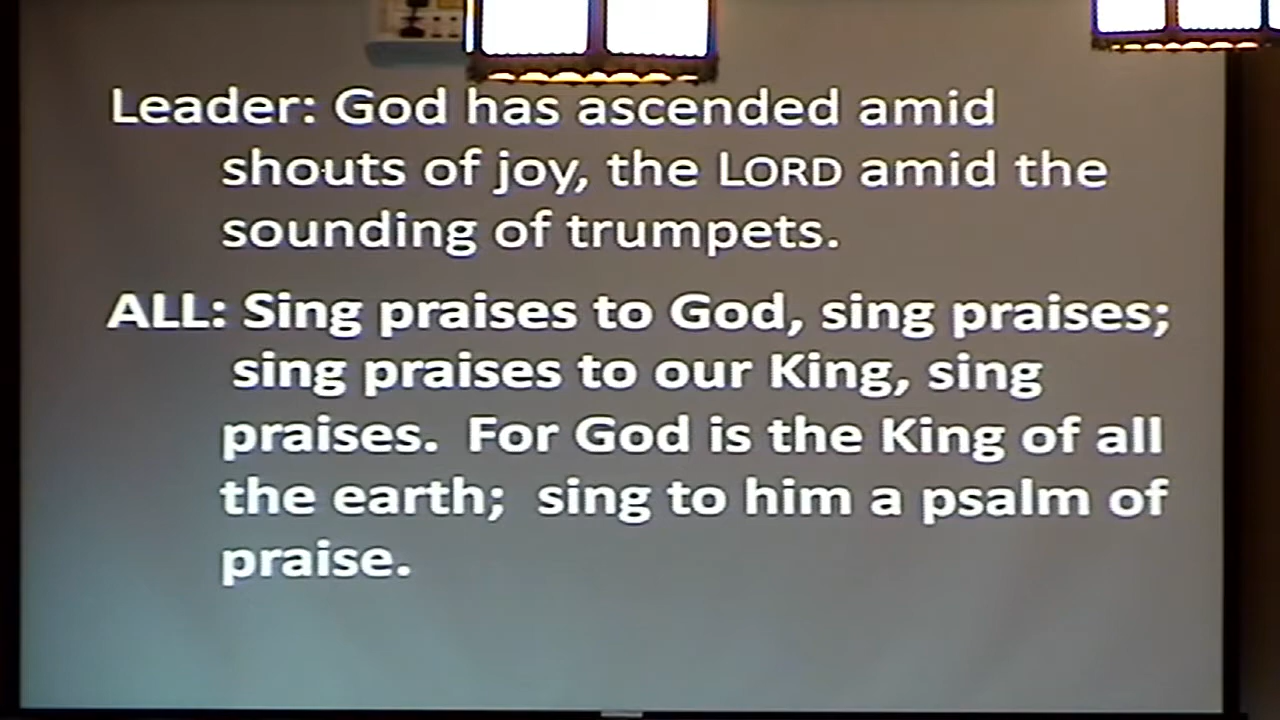 Leader: God has ascended amid
shouts of joy, the LORD amid the
sounding of trumpets.
ALL: Sing praises to God, sing praises;
sing praises to our King, sing
praises. For God is the King of all
the earth; sing to him a psalm of
praise.